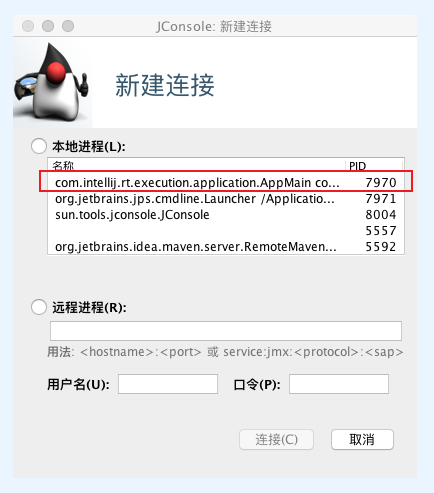 JConsole: 新建连接
新建连接
本地进程(L):
名称 PID
com.intellij.rt.execution.application.AppMain co... 7970
org.jetbrains.jps.cmdline.Launcher /Applicatio... 7971
sun.tools.jconsole.JConsole 8004
5557
org.jetbrains.idea.maven.server.RemoteMaven... 5592
远程进程(R):
用法: <hostname>:<port> 或 service:jmx:<protocol>:<sap>
用户名(U): 口令(P):
连接(C) 取消